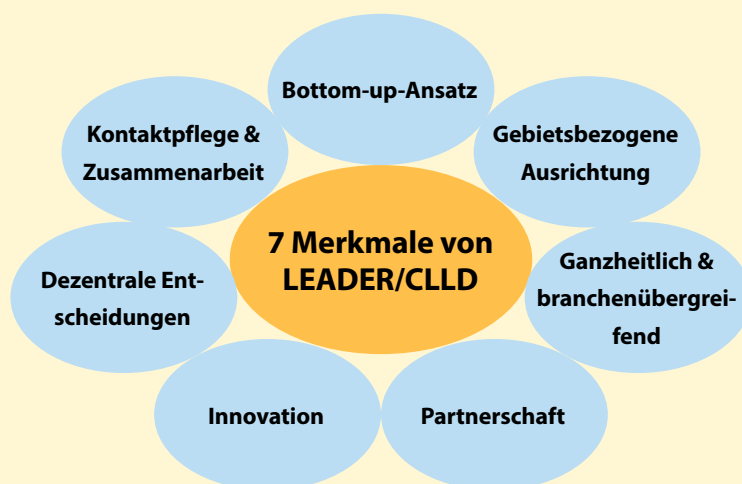 Bottom-up-Ansatz
Kontaktpflege &
Zusammenarbeit
Gebietsbezogene
Ausrichtung
7 Merkmale von
LEADER/CLLD
Dezentrale Ent-
scheidungen
Ganzheitlich &
branchenübergrei-
fend
Innovation
Partnerschaft